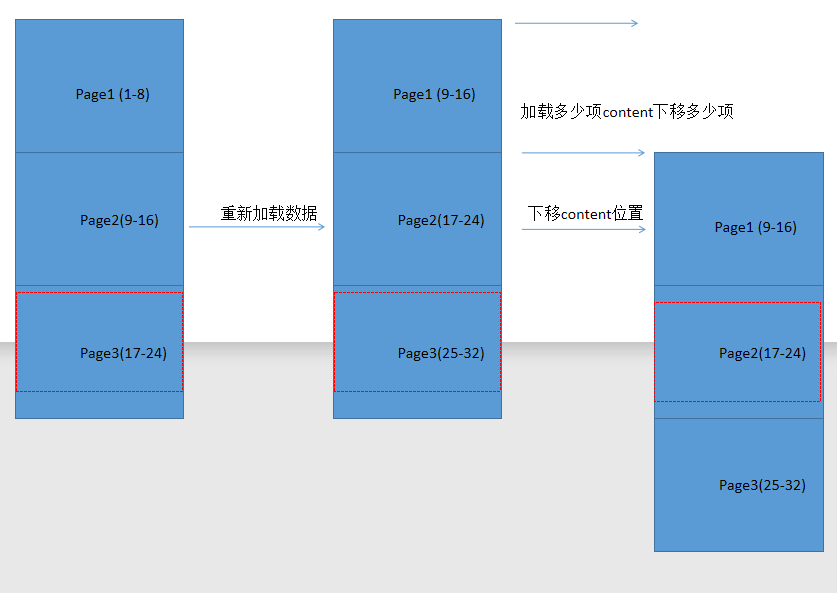 Page1 (1-8)
Page2(9-16)
Page3(17-24)
重新加载数据
Page1 (9-16)
Page2(17-24)
Page3(25-32)
加载多少项content下移多少项
下移content位置
Page1 (9-16)
Page2(17-24)
Page3(25-32)